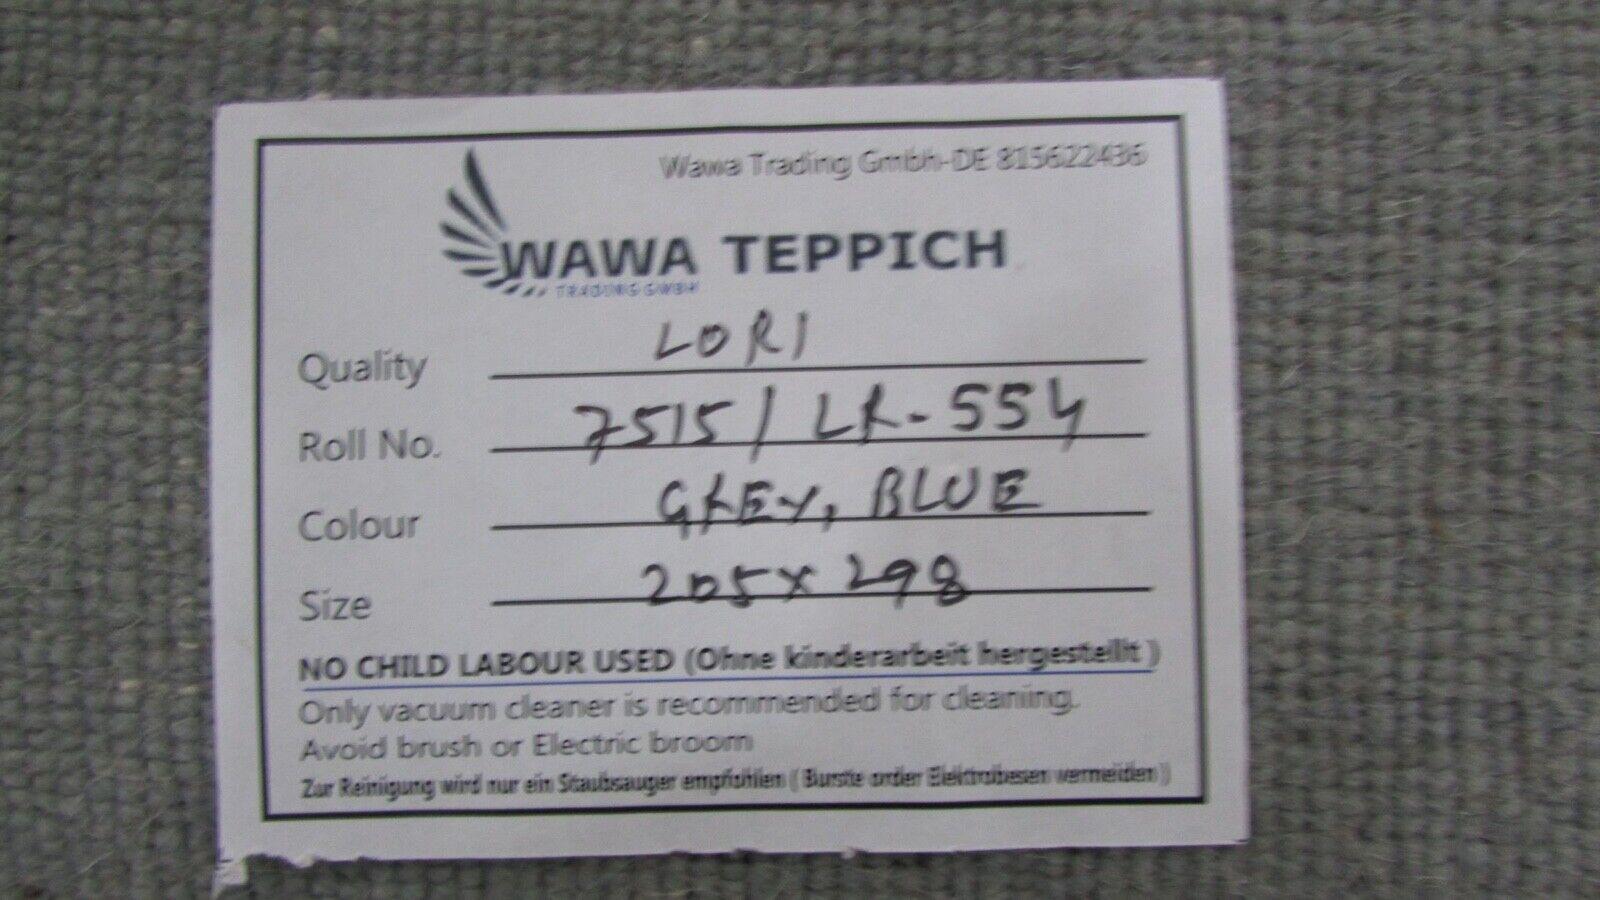 Wawa Trading Gmbh-DE 815622436
WAWA TEPPICH
TRADING GMBH
Quality LORI
Roll No. 7515/ LR-554
Colour GREY, BLUE
Size 205x298
NO CHILD LABOUR USED (Ohne kinderarbeit hergestellt )
Only vacuum cleaner is recommended for cleaning.
Avoid brush or Electric broom
Zur Reinigung wird nur ein Staubsauger empfohlen ( Burste order Elektrobesen vermeiden )